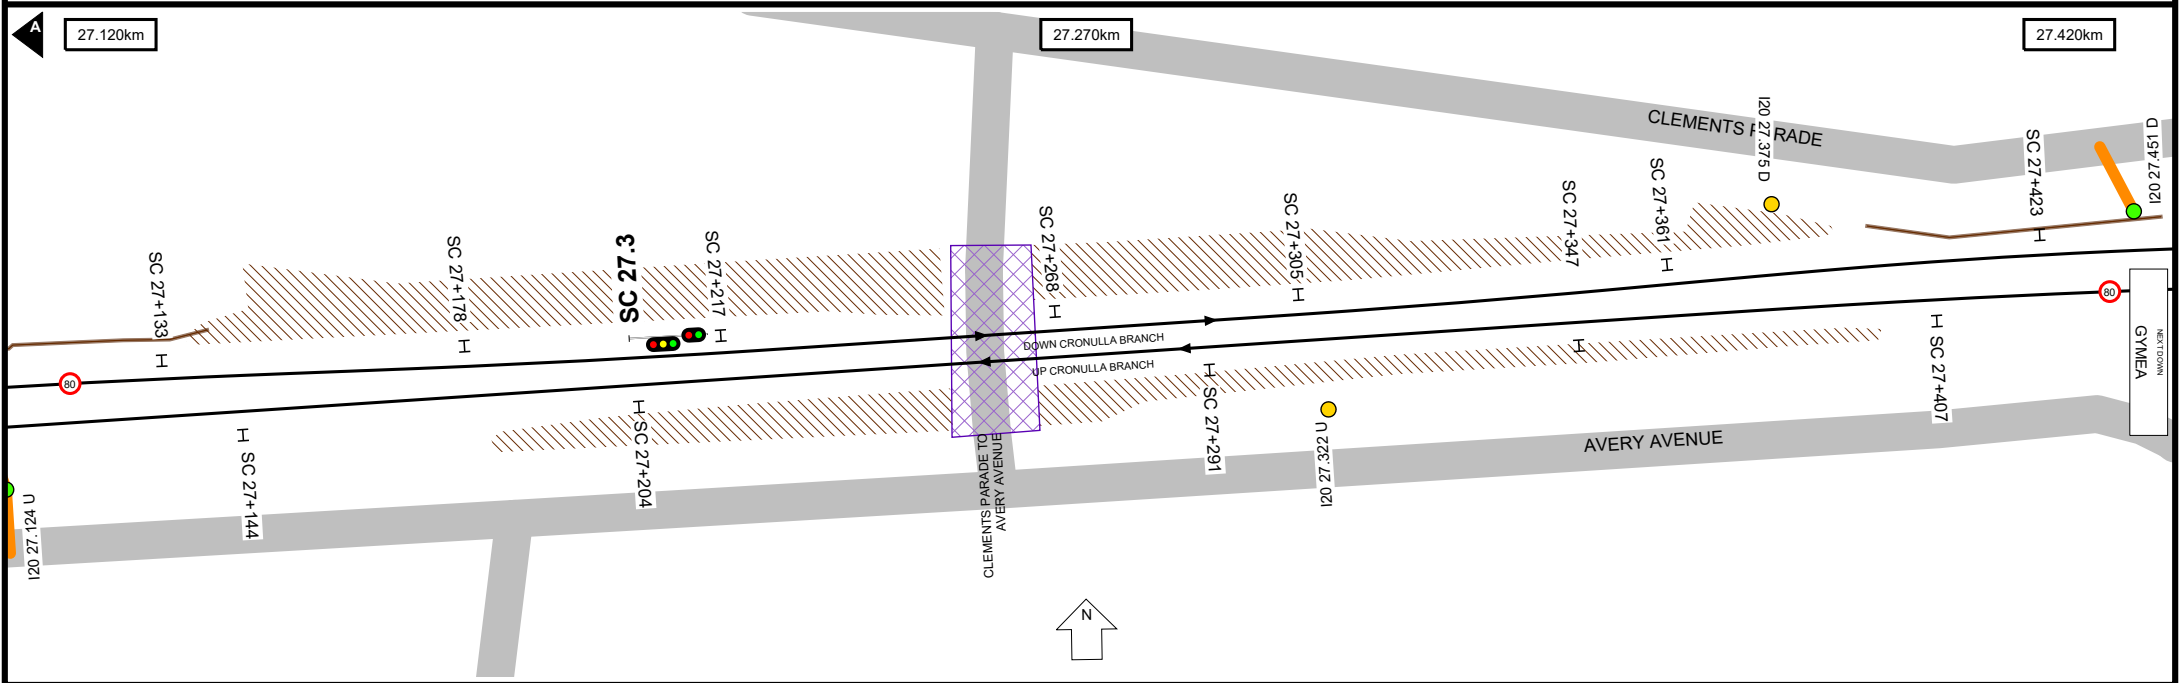 A
27.120km
27.270km
27.420km
CLEMENTS PARADE
I20 27.375 D
I20 27.451 D
SC 27+133
SC 27+178
SC 27.3
SC 27+217
SC 27+268
SC 27+305
SC 27+347
SC 27+361
SC 27+423
DOWN CRONULLA BRANCH
UP CRONULLA BRANCH
80
80
NEXT DOWN
GYMEA
I20 27.124 U
SC 27+144
SC 27+204
CLEMENTS PARADE TO
AVERY AVENUE
SC 27+291
I20 27.322 U
AVERY AVENUE
SC 27+407
N